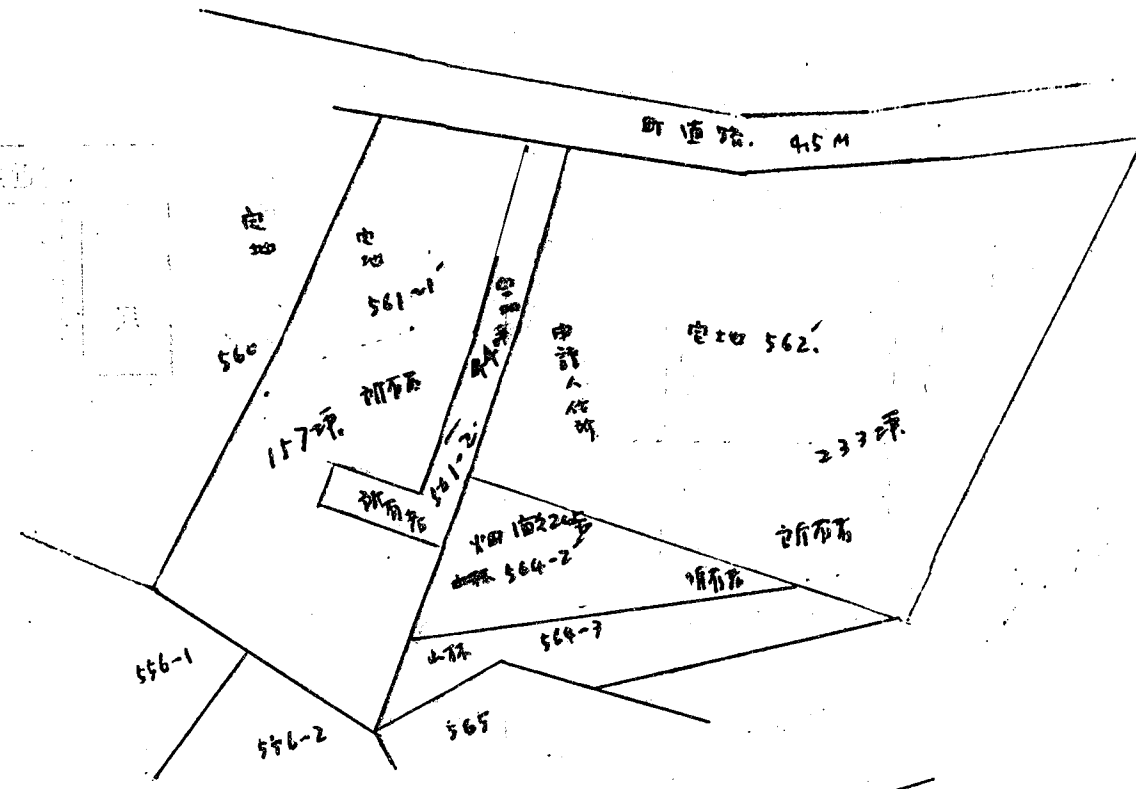 町道路. 4.5M
宅地
560
宅地
561-1
所有者
157坪.
561-2.
所有者
申請人住所
宅地 562.
233坪.
所有者
畑
山林 564-2
所有者
山林 564-3
556-1
556-2
565